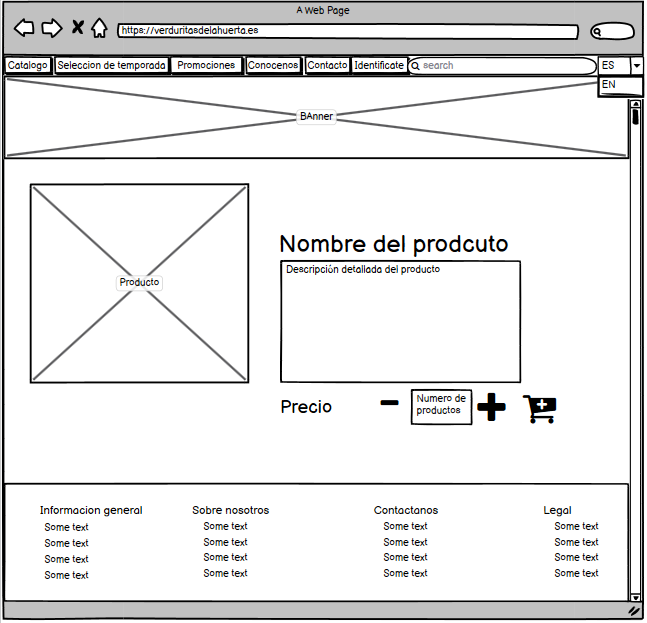 A Web Page
https://verduritasdelahuerta.es
Catalogo Seleccion de temporada Promociones Conocenos Contacto Identificate search ES
EN
BAnner
Producto
Nombre del prodcuto
Descripción detallada del producto
Precio
Numero de
productos
Informacion general Sobre nosotros Contactanos Legal
Some text Some text Some text Some text
Some text Some text Some text Some text
Some text Some text Some text Some text
Some text Some text Some text Some text